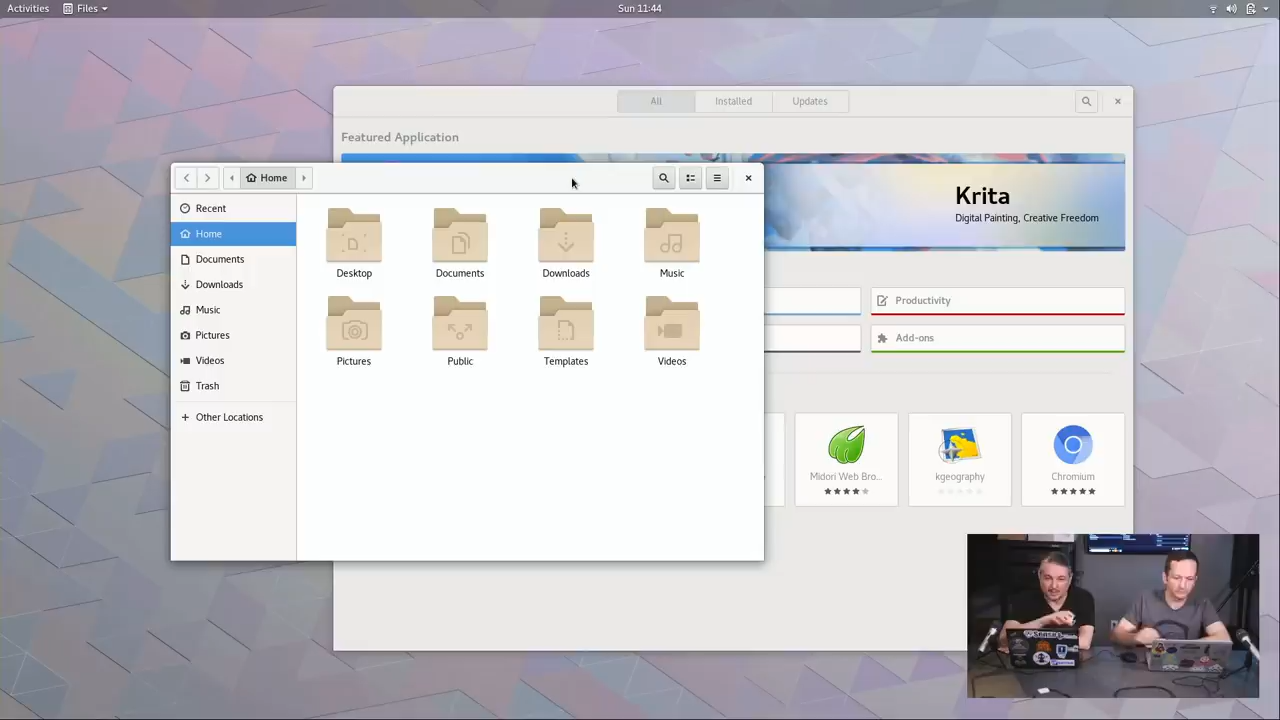 Activities
Files
Sun 11:44
All
Installed
Updates
Featured Application
Krita
Digital Painting, Creative Freedom
Home
Recent
Home
Documents
Downloads
Music
Pictures
Videos
Trash
Other Locations
Desktop
Documents
Downloads
Music
Pictures
Public
Templates
Videos
Productivity
Add-ons
Midori Web Bro...
kgeography
Chromium